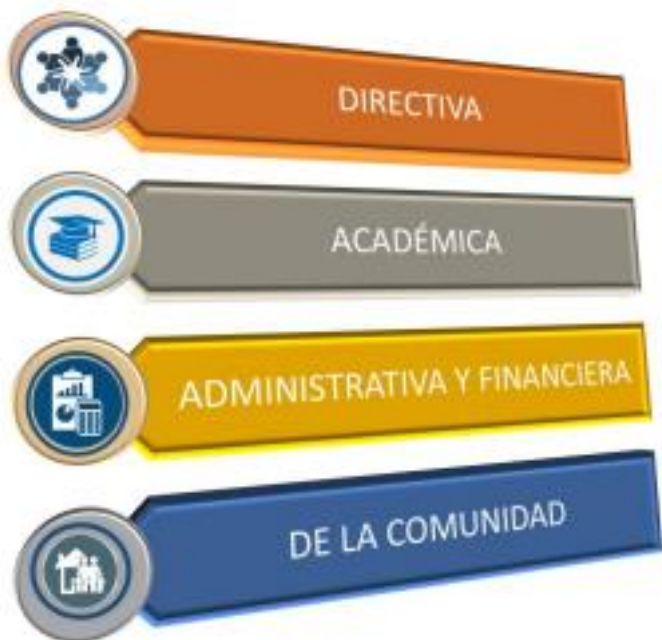 DIRECTIVA
ACADÉMICA
ADMINISTRATIVA Y FINANCIERA
DE LA COMUNIDAD